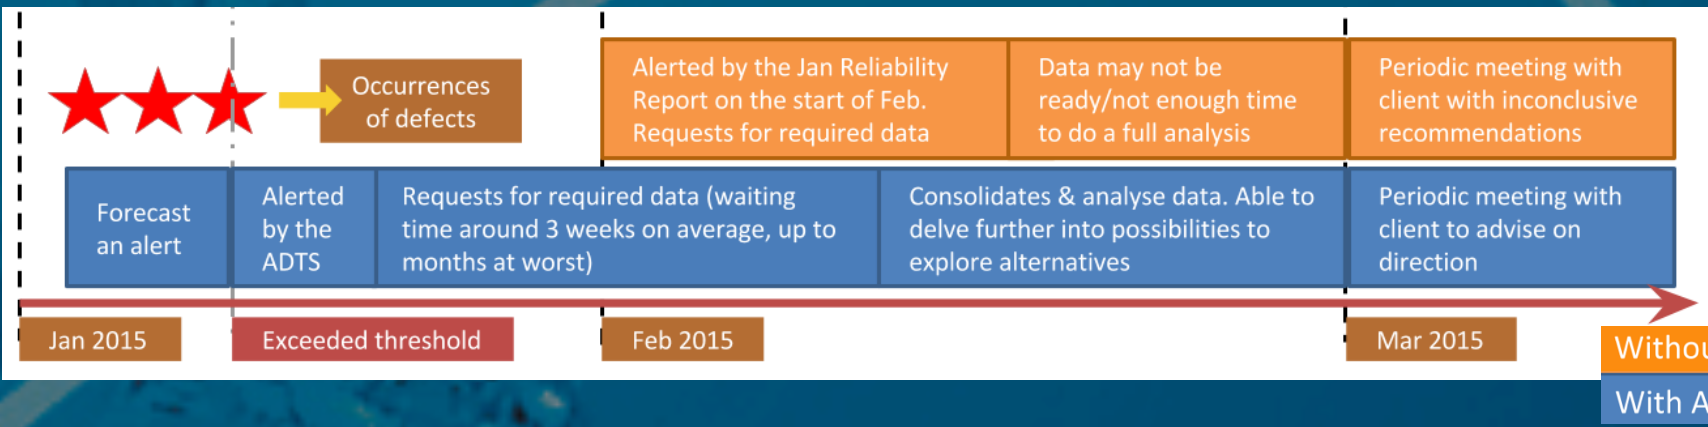 Occurrences
of defects
Alerted by the Jan Reliability
Report on the start of Feb.
Requests for required data
Data may not be
ready/not enough time
to do a full analysis
Periodic meeting with
client with inconclusive
recommendations
Forecast
an alert
Alerted
by the
ADTS
Requests for required data (waiting
time around 3 weeks on average, up to
months at worst)
Consolidates & analyse data. Able to
delve further into possibilities to
explore alternatives
Periodic meeting with
client to advise on
direction
Jan 2015
Exceeded threshold
Feb 2015
Mar 2015
With A